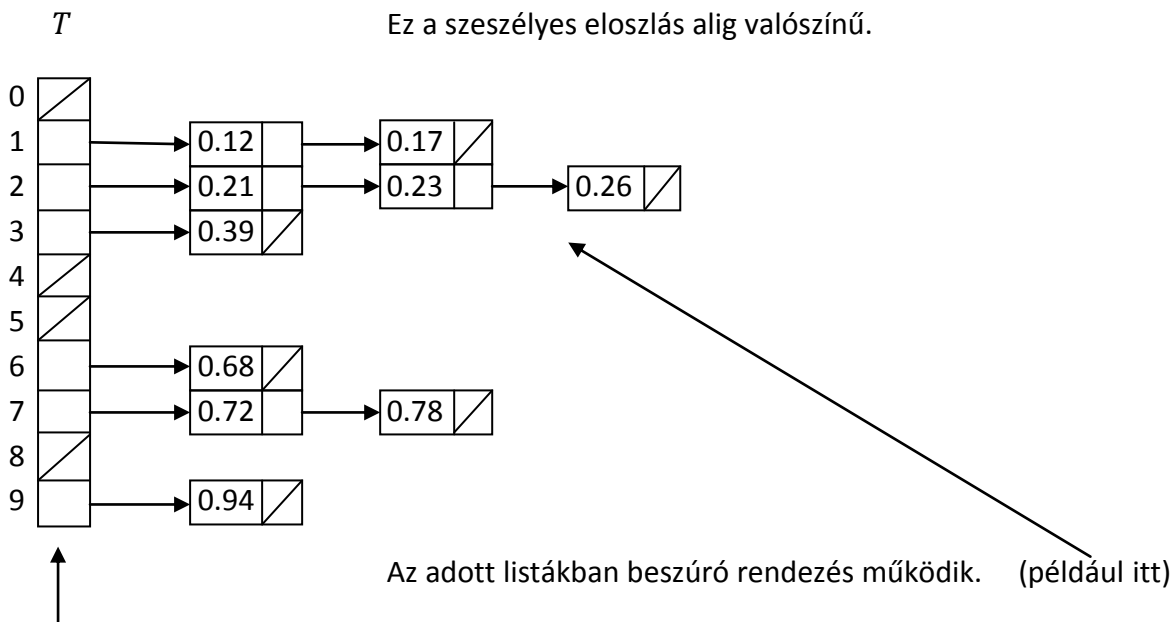 T Ez a szeszélyes eloszlás alig valószínű.
0
1 0.12 0.17
2 0.21 0.23 0.26
3 0.39
4
5
6 0.68
7 0.72 0.78
8
9 0.94
Az adott listákban beszúró rendezés működik. (például itt)